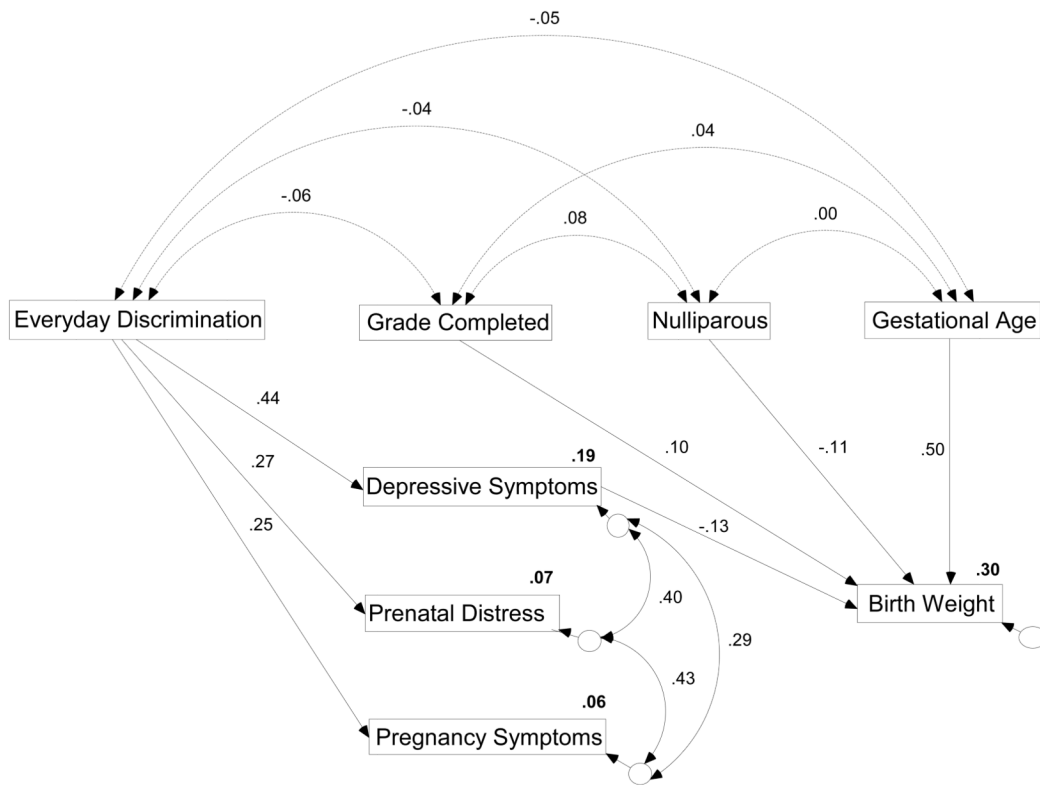 -.05
-.04
.04
-.06
.08
.00
Everyday Discrimination
Grade Completed
Nulliparous
Gestational Age
.44
.27
.25
.10
-.11
.50
.19
Depressive Symptoms
-.13
.07
Prenatal Distress
.40
.30
Birth Weight
.29
.43
.06
Pregnancy Symptoms